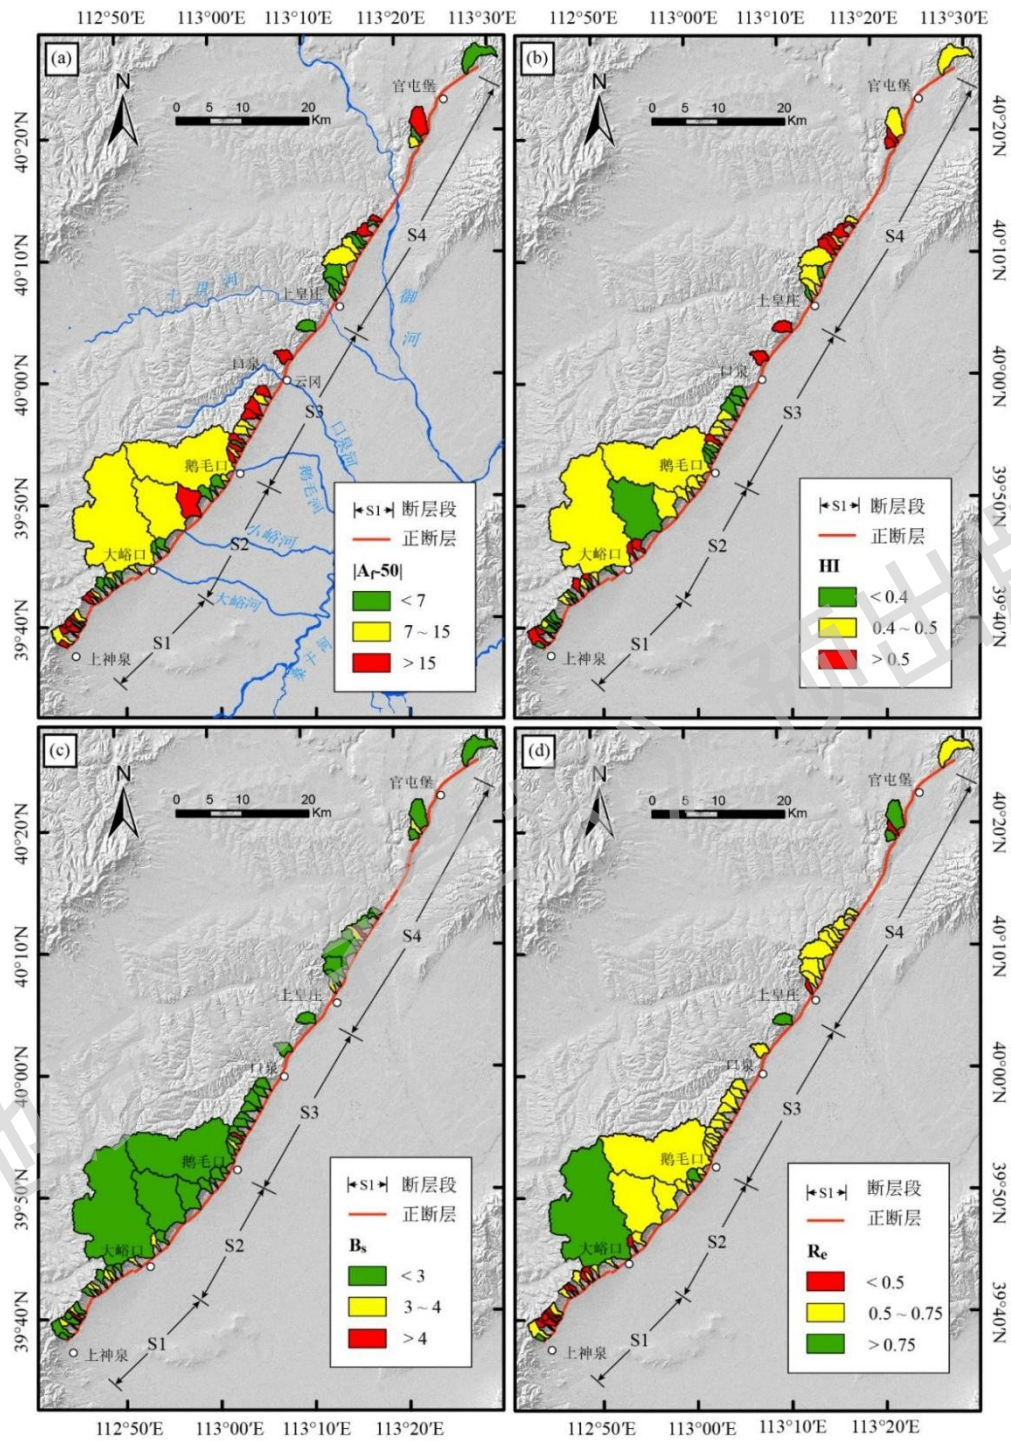 112°50'E 113°00'E 113°10'E 113°20'E 113°30'E 112°50'E 113°00'E 113°10'E 113°20'E 113°30'E
(a)
N
0 5 10 20
Km
官屯堡
S4
十里河
上皇庄
御河
口泉
云冈
S3
口泉河
鹅毛口
鹅毛河
小峪河
S2
大峪口
大峪河
桑干河
S1
上神泉
40°20'N
40°10'N
40°00'N
39°50'N
39°40'N
S1 断层段
正断层
|Af-50|
< 7
7 ~ 15
> 15
(b)
N
0 5 10 20
Km
官屯堡
S4
上皇庄
口泉
S3
鹅毛口
S2
大峪口
S1
上神泉
40°20'N
40°10'N
40°00'N
39°50'N
39°40'N
S1 断层段
正断层
HI
< 0.4
0.4 ~ 0.5
> 0.5
(c)
N
0 5 10 20
Km
官屯堡
S4
上皇庄
口泉
S3
鹅毛口
S2
大峪口
S1
上神泉
40°20'N
40°10'N
40°00'N
39°50'N
39°40'N
S1 断层段
正断层
Bs
< 3
3 ~ 4
> 4
(d)
N
0 5 10 20
Km
官屯堡
S4
上皇庄
口泉
S3
鹅毛口
S2
大峪口
S1
上神泉
40°20'N
40°10'N
40°00'N
39°50'N
39°40'N
S1 断层段
正断层
Re
< 0.5
0.5 ~ 0.75
> 0.75
112°50'E 113°00'E 113°10'E 113°20'E 112°50'E 113°00'E 113°10'E 113°20'E